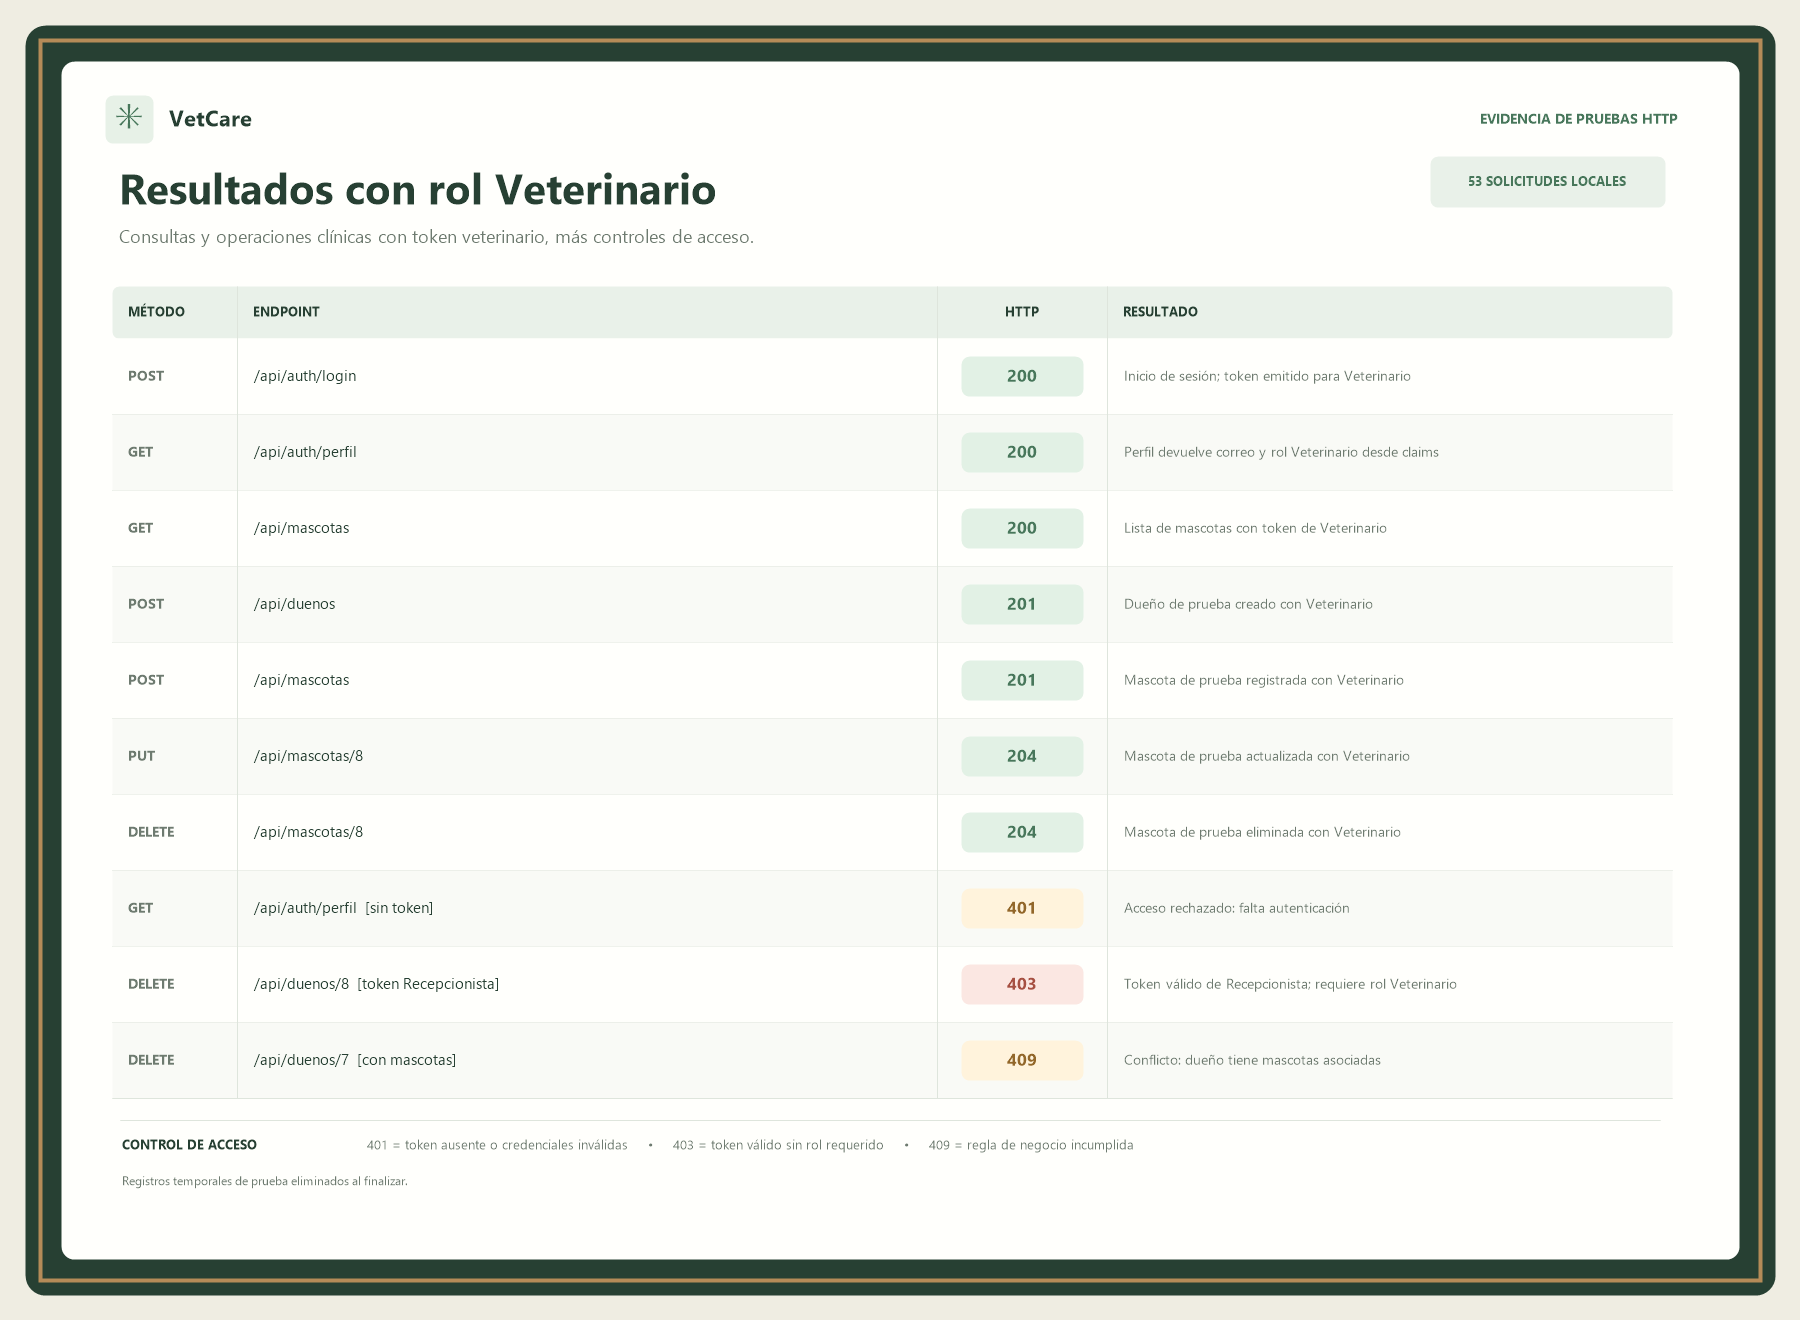 VetCare
EVIDENCIA DE PRUEBAS HTTP
Resultados con rol Veterinario
53 SOLICITUDES LOCALES
Consultas y operaciones clínicas con token veterinario, más controles de acceso.
MÉTODO ENDPOINT HTTP RESULTADO
POST /api/auth/login 200 Inicio de sesión; token emitido para Veterinario
GET /api/auth/perfil 200 Perfil devuelve correo y rol Veterinario desde claims
GET /api/mascotas 200 Lista de mascotas con token de Veterinario
POST /api/duenos 201 Dueño de prueba creado con Veterinario
POST /api/mascotas 201 Mascota de prueba registrada con Veterinario
PUT /api/mascotas/8 204 Mascota de prueba actualizada con Veterinario
DELETE /api/mascotas/8 204 Mascota de prueba eliminada con Veterinario
GET /api/auth/perfil [sin token] 401 Acceso rechazado: falta autenticación
DELETE /api/duenos/8 [token Recepcionista] 403 Token válido de Recepcionista; requiere rol Veterinario
DELETE /api/duenos/7 [con mascotas] 409 Conflicto: dueño tiene mascotas asociadas
CONTROL DE ACCESO 401 = token ausente o credenciales inválidas • 403 = token válido sin rol requerido • 409 = regla de negocio incumplida
Registros temporales de prueba eliminados al finalizar.